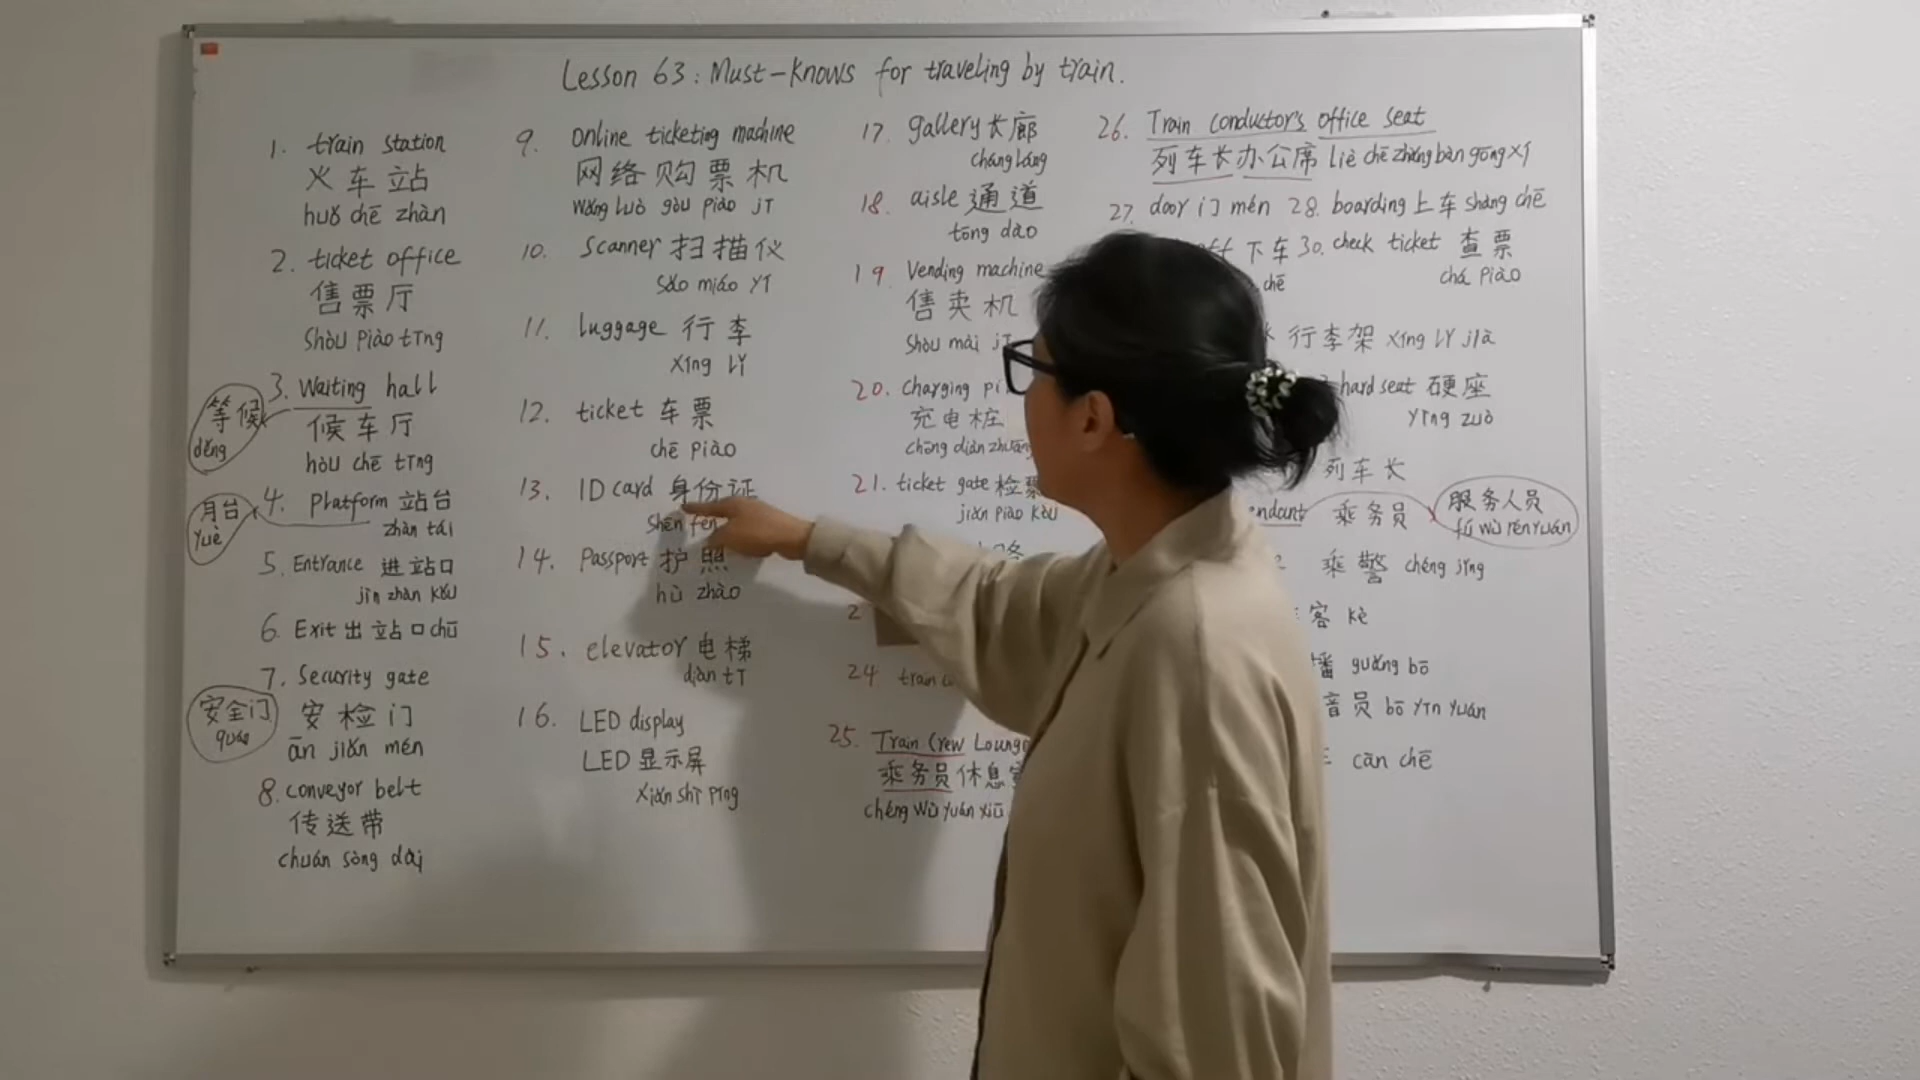 Lesson 63: Must-Knows for traveling by train.
1. train station
火车站
huǒ chē zhàn
2. ticket office
售票厅
shòu piào tīng
3. Waiting hall
等候
děng
候车厅
hòu chē tīng
4. Platform 站台
zhàn tái
月台
yuè
5. Entrance 进站口
jìn zhàn kǒu
6. Exit 出站口 chū
7. Security gate
安全门
quán
安检门
ān jiǎn mén
8. conveyor belt
传送带
chuán sòng dài
9. Online ticketing machine
网络购票机
wǎng luò gòu piào jī
10. Scanner 扫描仪
sǎo miáo yí
11. luggage 行李
xíng lǐ
12. ticket 车票
chē piào
13. ID card 身份证
shēn fèn
14. Passport 护照
hù zhào
15. elevator 电梯
diàn tī
16. LED display
LED 显示屏
xiǎn shì píng
17. gallery 长廊
cháng láng
18. aisle 通道
tōng dào
19 Vending machine
售卖机
shòu mài jī
20. Charging
充电桩
chōng diàn zhuāng
21. ticket gate 检票
jiǎn piào kǒu
24. train
25. Train Crew Lounge
乘务员休息室
chéng wù yuán xiū
26. Train conductor's office seat
列车长办公席 liè chē zhǎng bàn gōng xí
27. door 门 mén 28. boarding 上车 shàng chē
下车 30. check ticket 查票
chē chá piào
行李架 xíng lǐ jià
hard seat 硬座
yìng zuò
列车长
乘务员
服务人员
fú wù rén yuán
乘警 chéng jǐng
客 kè
播 guǎng bō
音员 bō yīn yuán
cān chē